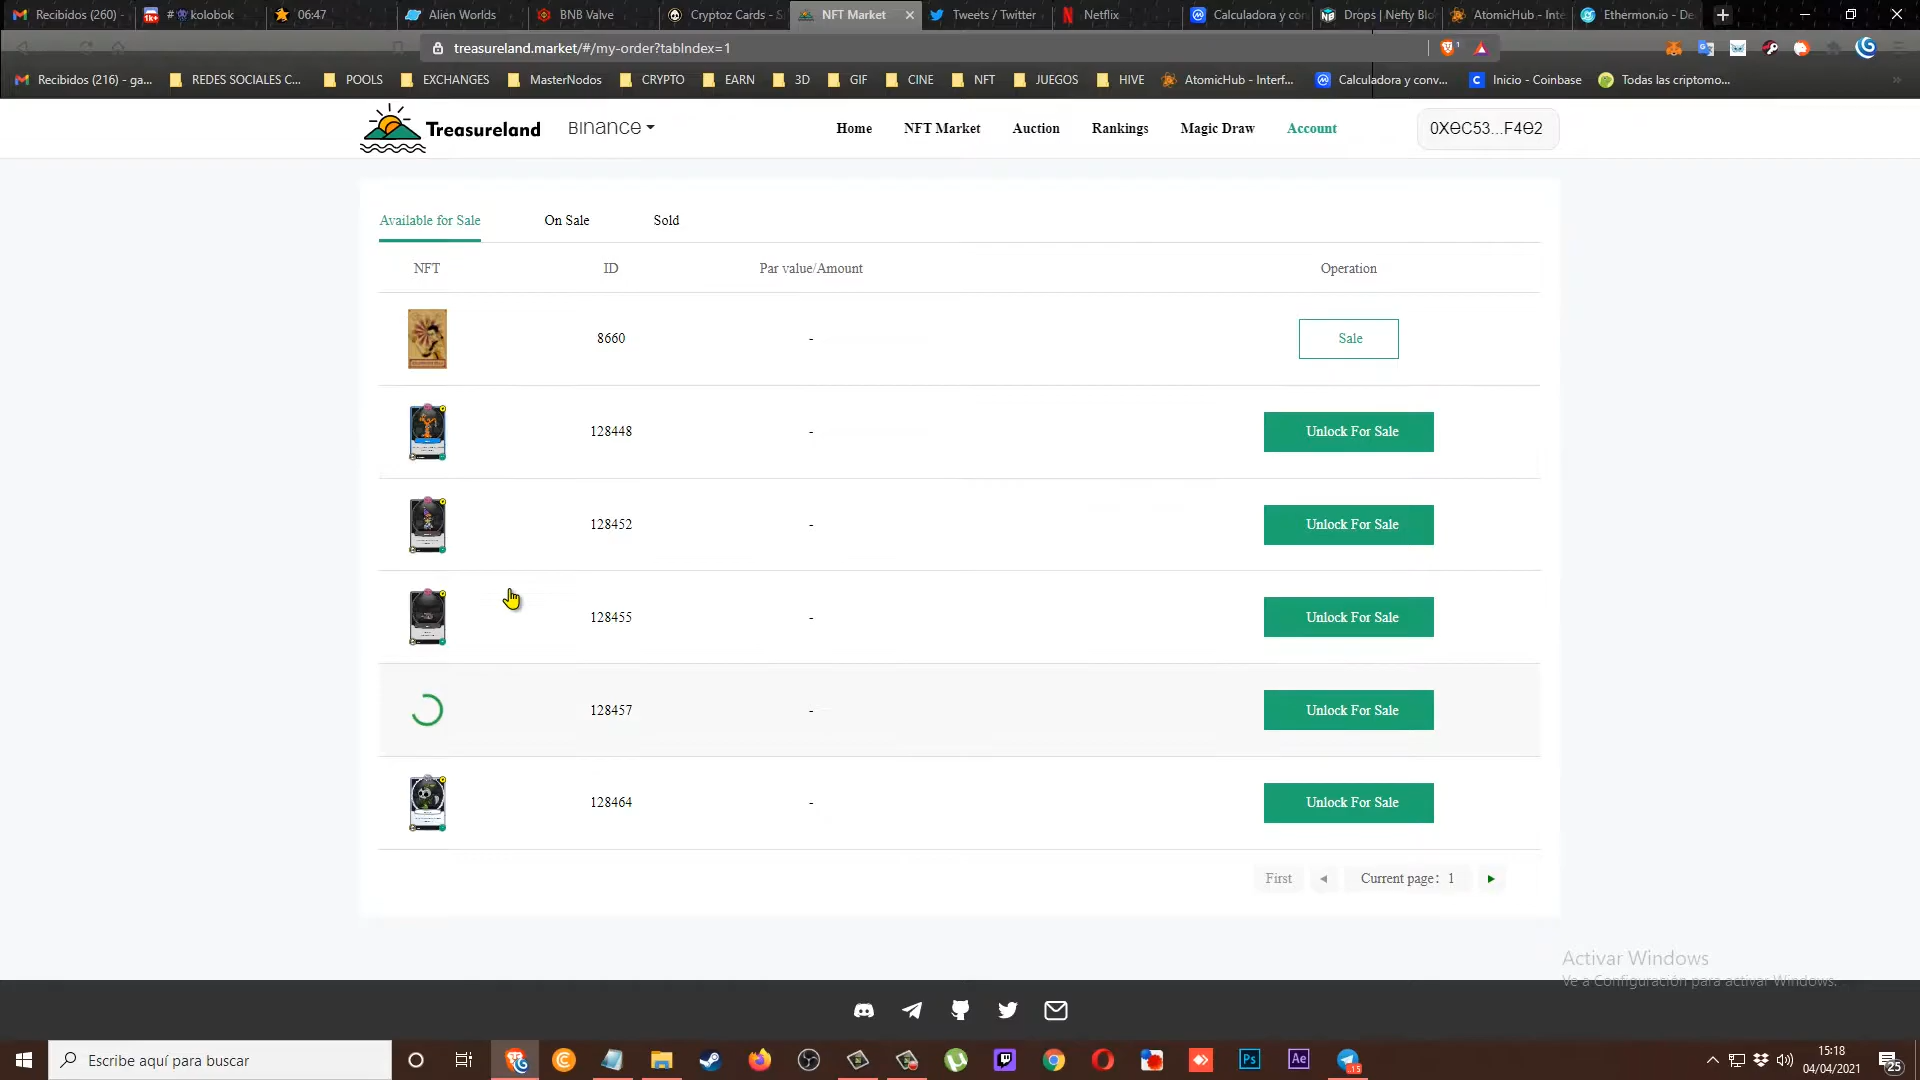 Recibidos (260) -
# kolobok
06:47
Alien Worlds
BNB Valve
Cryptoz Cards - S
NFT Market
Tweets / Twitter
Netflix
Calculadora y con
Drops | Nefty Blo
AtomicHub - Inte
Ethermon.io - De
treasureland.market/#/my-order?tabIndex=1
Recibidos (216) - ga...
REDES SOCIALES C...
POOLS
EXCHANGES
MasterNodos
CRYPTO
EARN
3D
GIF
CINE
NFT
JUEGOS
HIVE
AtomicHub - Interf...
Calculadora y conv...
Inicio - Coinbase
Todas las criptomo...
Treasureland
Binance
Home
NFT Market
Auction
Rankings
Magic Draw
Account
0xec53...F4e2
Available for Sale
On Sale
Sold
NFT
ID
Par value/Amount
Operation
8660
-
Sale
128448
-
Unlock For Sale
128452
-
Unlock For Sale
128455
-
Unlock For Sale
128457
-
Unlock For Sale
128464
-
Unlock For Sale
First
Current page: 1
Activar Windows
Ve a Configuración para activar Windows.
Escribe aquí para buscar
Ps
Ae
15:18
04/04/2021
25